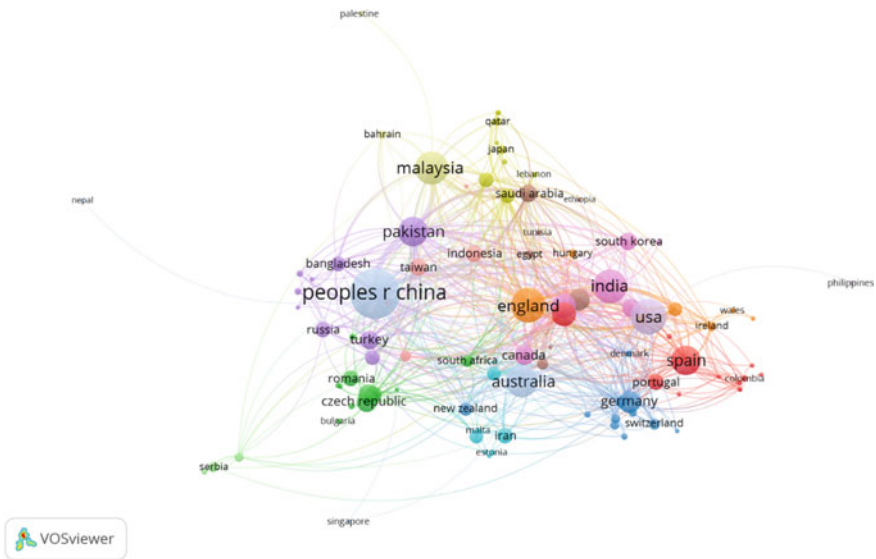 palestine
qatar
bahrain
japan
malaysia
lebanon
saudi arabia
ethiopia
nepal
pakistan
tunisia
south korea
indonesia
egypt
hungary
bangladesh
taiwan
philippines
peoples r china
india
england
usa
wales
russia
ireland
turkey
canada
denmark
south africa
spain
romania
australia
portugal
columbia
czech republic
new zealand
germany
bulgaria
malta
iran
switzerland
estonia
serbia
singapore
VOSviewer